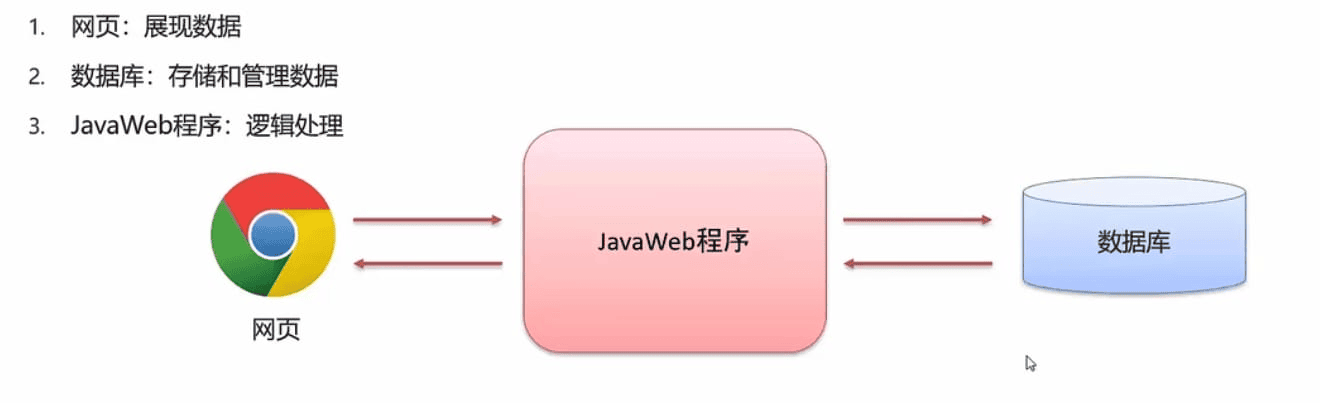 1. 网页：展现数据
2. 数据库：存储和管理数据
3. JavaWeb程序：逻辑处理
JavaWeb程序
数据库
网页